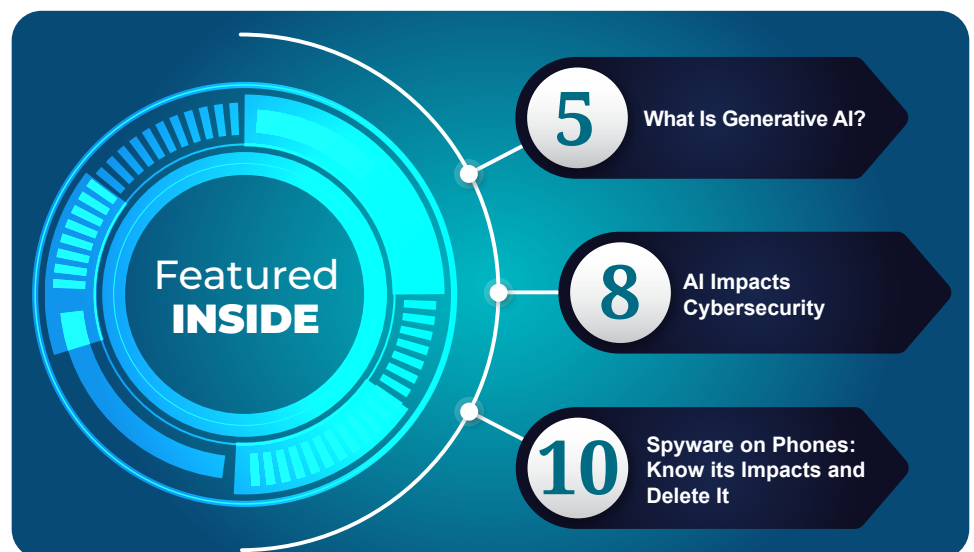 Featured
INSIDE
5
What Is Generative AI?
8
AI Impacts
Cybersecurity
10
Spyware on Phones:
Know its Impacts and
Delete It